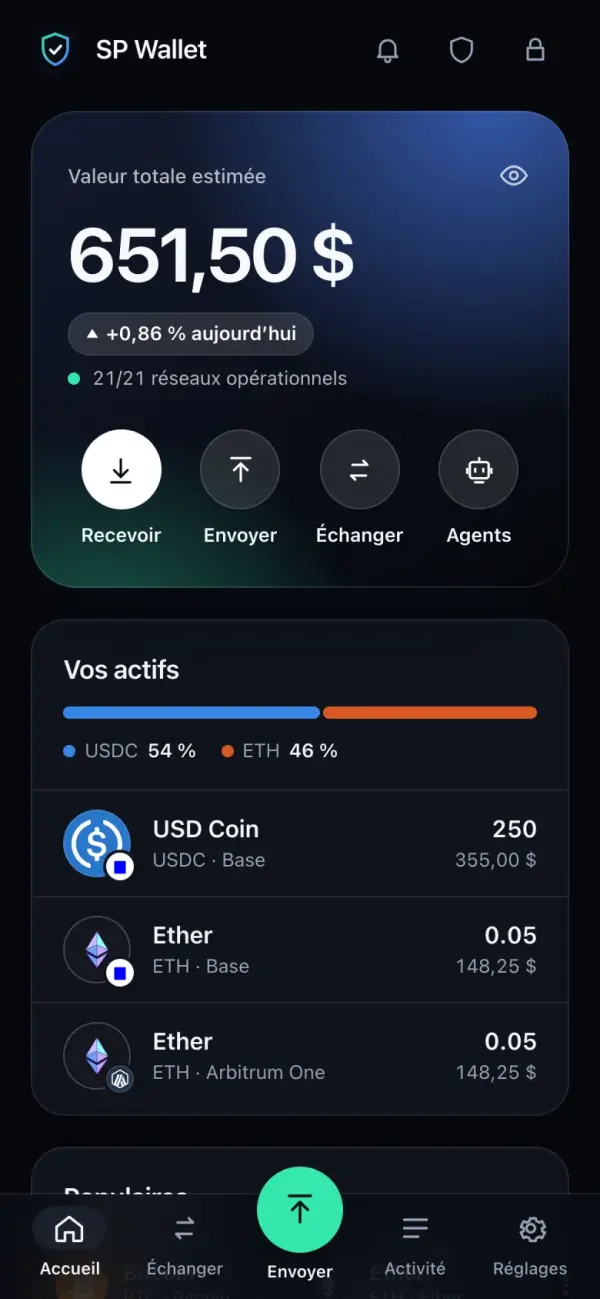 SP Wallet
Valeur totale estimée
651,50 $
+0,86 % aujourd’hui
21/21 réseaux opérationnels
Recevoir Envoyer Échanger Agents
Vos actifs
USDC 54 % ETH 46 %
USD Coin 250
USDC · Base 355,00 $
Ether 0.05
ETH · Base 148,25 $
Ether 0.05
ETH · Arbitrum One 148,25 $
Populaires
Accueil Échanger Envoyer Activité Réglages